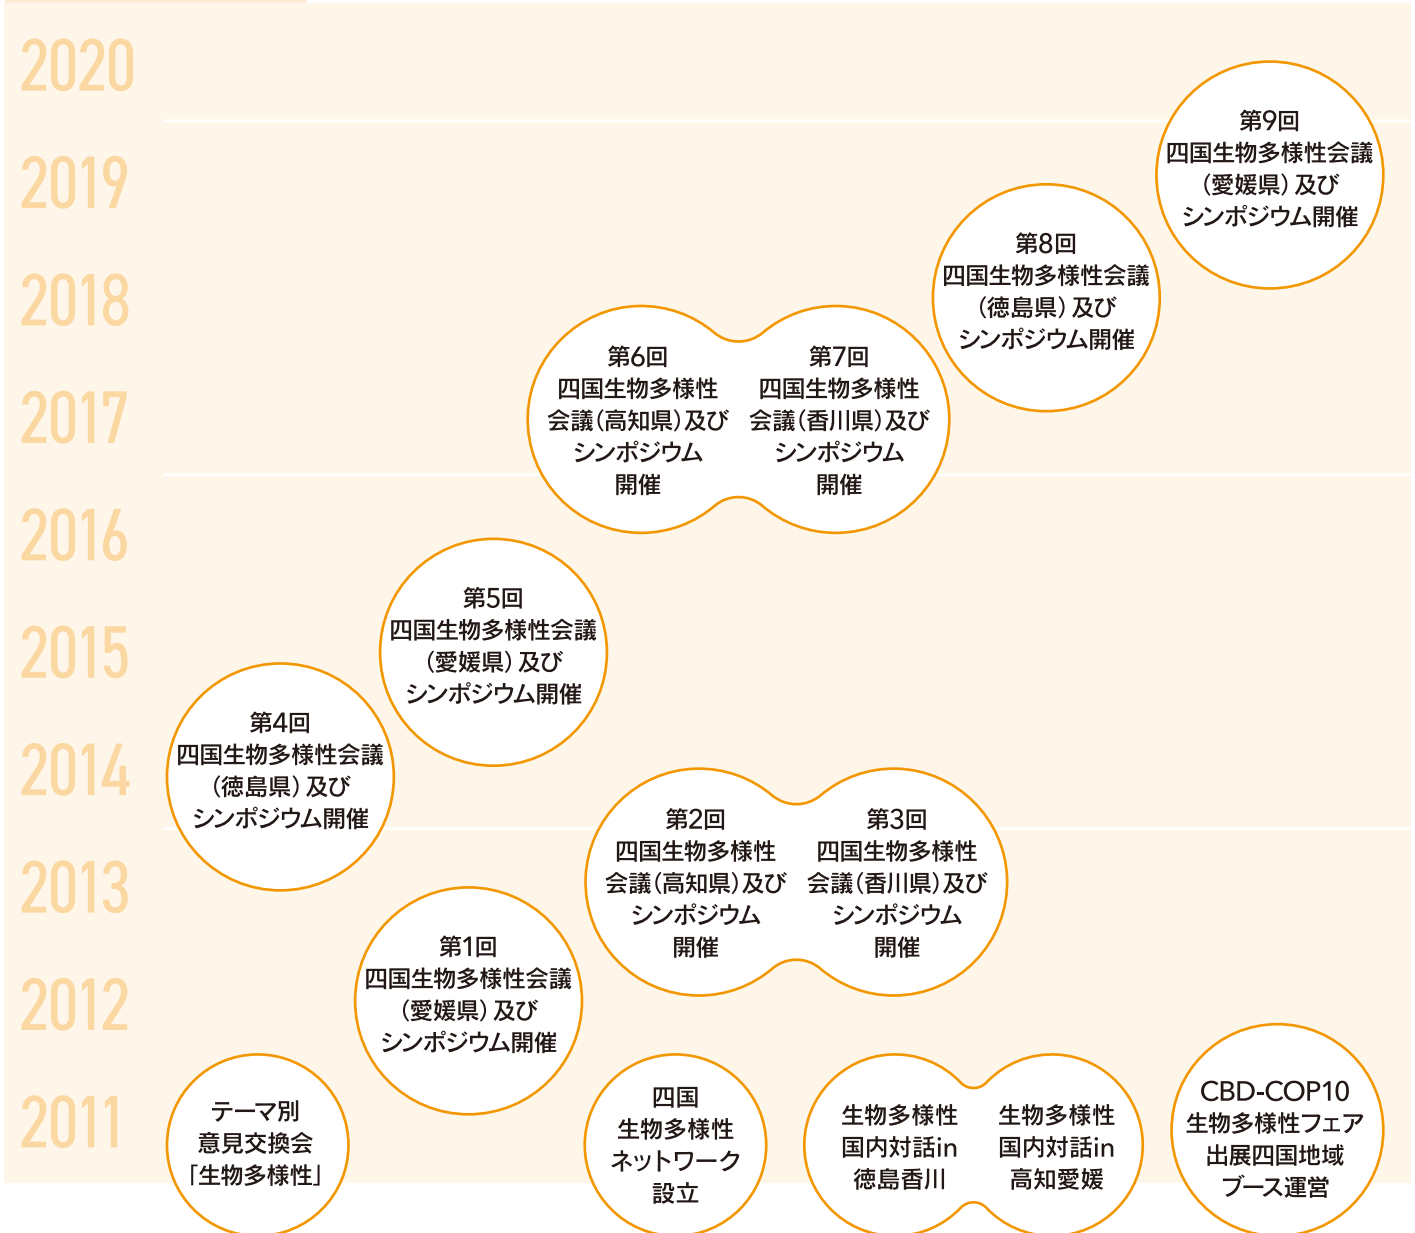 2020
第9回
四国生物多様性会議
（愛媛県）及び
シンポジウム開催
2019
第8回
四国生物多様性会議
（徳島県）及び
シンポジウム開催
2018
第6回
四国生物多様性
会議（高知県）及び
シンポジウム
開催
第7回
四国生物多様性
会議（香川県）及び
シンポジウム
開催
2017
2016
第5回
四国生物多様性会議
（愛媛県）及び
シンポジウム開催
2015
第4回
四国生物多様性会議
（徳島県）及び
シンポジウム開催
2014
第2回
四国生物多様性
会議（高知県）及び
シンポジウム
開催
第3回
四国生物多様性
会議（香川県）及び
シンポジウム
開催
2013
第1回
四国生物多様性会議
（愛媛県）及び
シンポジウム開催
2012
2011
テーマ別
意見交換会
「生物多様性」
四国
生物多様性
ネットワーク
設立
生物多様性
国内対話in
徳島香川
生物多様性
国内対話in
高知愛媛
CBD-COP10
生物多様性フェア
出展四国地域
ブース運営